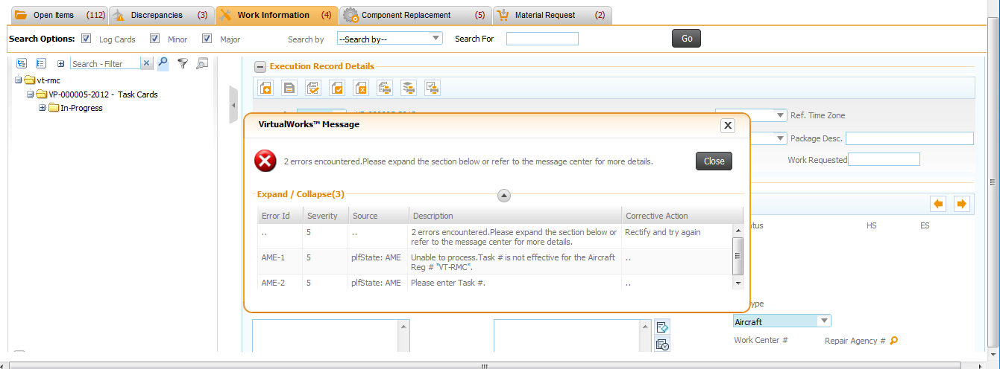 Open Items (112) Discrepancies (3) Work Information (4) Component Replacement (5) Material Request (2)
Search Options: Log Cards Minor Major Search by --Search by-- Search For Go
Search - Filter
vt-rmc
VP-000005-2012 - Task Cards
In-Progress
Execution Record Details
Ref. Time Zone
Package Desc.
Work Requested
VirtualWorks™ Message X
2 errors encountered.Please expand the section below or refer to the message center for more details. Close
Expand / Collapse(3)
Error Id Severity Source Description Corrective Action
.. 5 .. 2 errors encountered.Please expand the section below or Rectify and try again
refer to the message center for more details.
AME-1 5 plfState: AME Unable to process.Task # is not effective for the Aircraft ..
Reg # "VT-RMC".
AME-2 5 plfState: AME Please enter Task #. ..
HS ES
Aircraft
Work Center # Repair Agency #